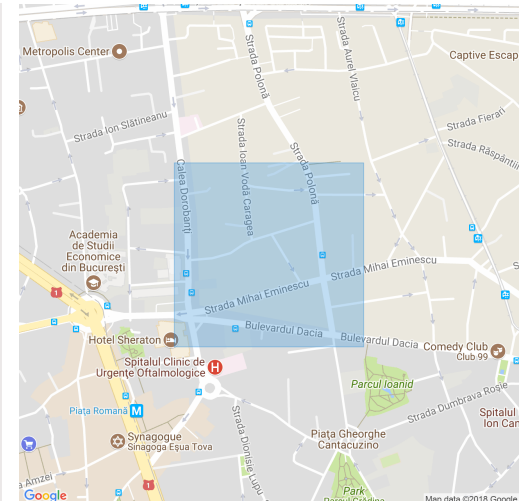 Metropolis Center
Strada Polonă
Strada Aurel Vlaicu
Captive Escap
Strada Ion Slătineanu
Strada Fierari
Strada Răspântii
Calea Dorobanți
Strada Ioan Vodă Caragea
Strada Polonă
Academia
de Studii
Economice
din București
Strada Mihai Eminescu
Strada Mihai Eminescu
1
Bulevardul Dacia
Bulevardul Dacia
Hotel Sheraton
Comedy Club
Club 99
Spitalul Clinic de
Urgențe Oftalmologice
H
Parcul Ioanid
Strada Dumbrava Roșie
Piața Romană M
Spitalul
Ion Can
Strada Dionisie Lupu
Synagogue
Sinagoga Eșua Tova
Piața Gheorghe
Cantacuzino
a Amzei
1
Park
Google
Map data ©2018 Google